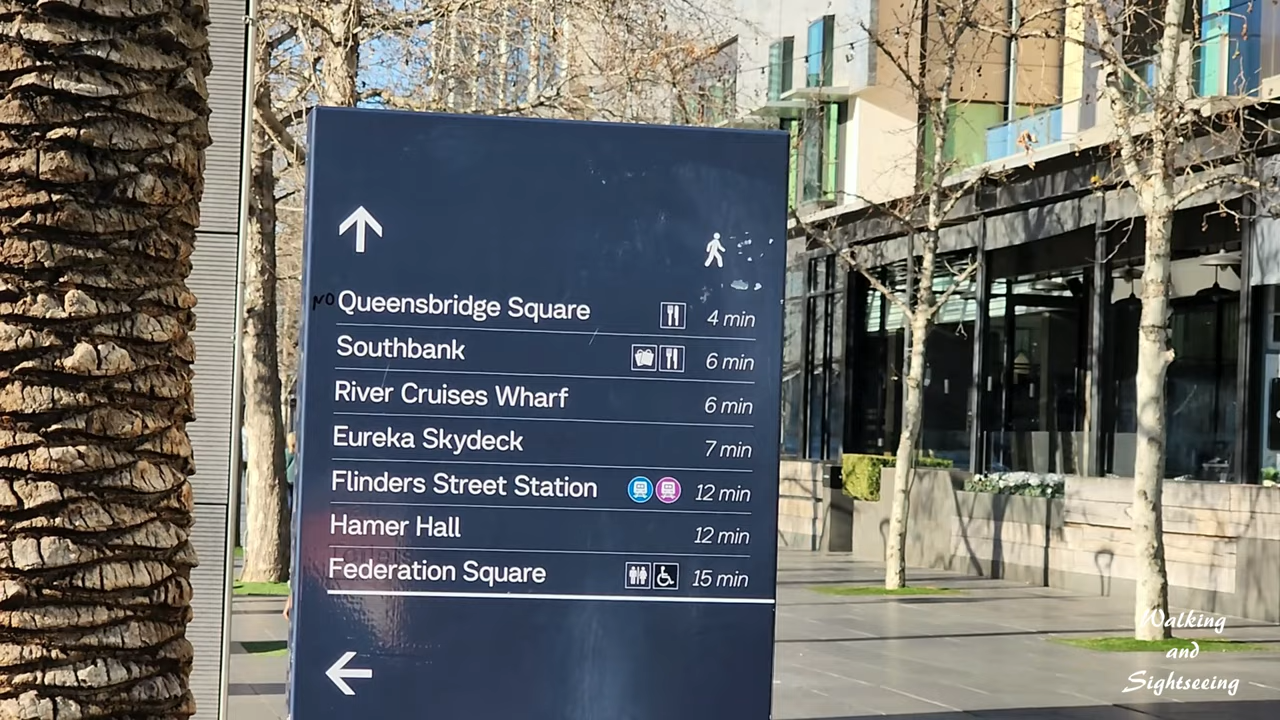 NO Queensbridge Square 4 min
Southbank 6 min
River Cruises Wharf 6 min
Eureka Skydeck 7 min
Flinders Street Station 12 min
Hamer Hall 12 min
Federation Square 15 min
Walking
and
Sightseeing